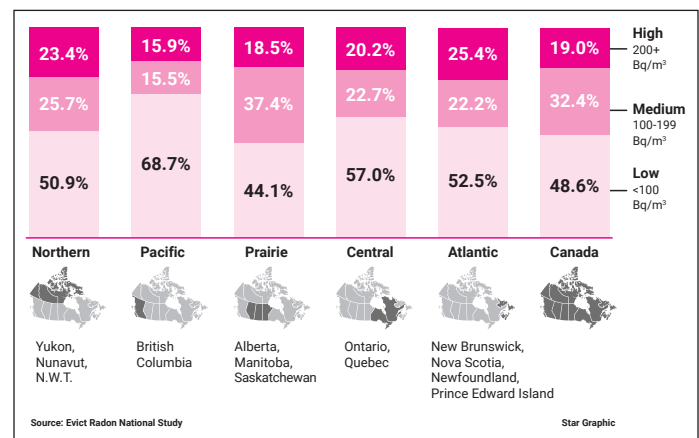 23.4% 15.9% 18.5% 20.2% 25.4% 19.0%
25.7% 15.5% 37.4% 22.7% 22.2% 32.4%
50.9% 68.7% 44.1% 57.0% 52.5% 48.6%
High
200+
Bq/m³
Medium
100-199
Bq/m³
Low
<100
Bq/m³
Northern Pacific Prairie Central Atlantic Canada
Yukon,
Nunavut,
N.W.T.
British
Columbia
Alberta,
Manitoba,
Saskatchewan
Ontario,
Quebec
New Brunswick,
Nova Scotia,
Newfoundland,
Prince Edward Island
Source: Evict Radon National Study
Star Graphic